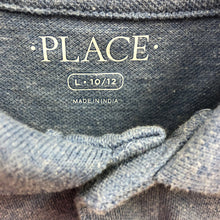 ·PLACE·
L · 10/12
MADE IN INDIA